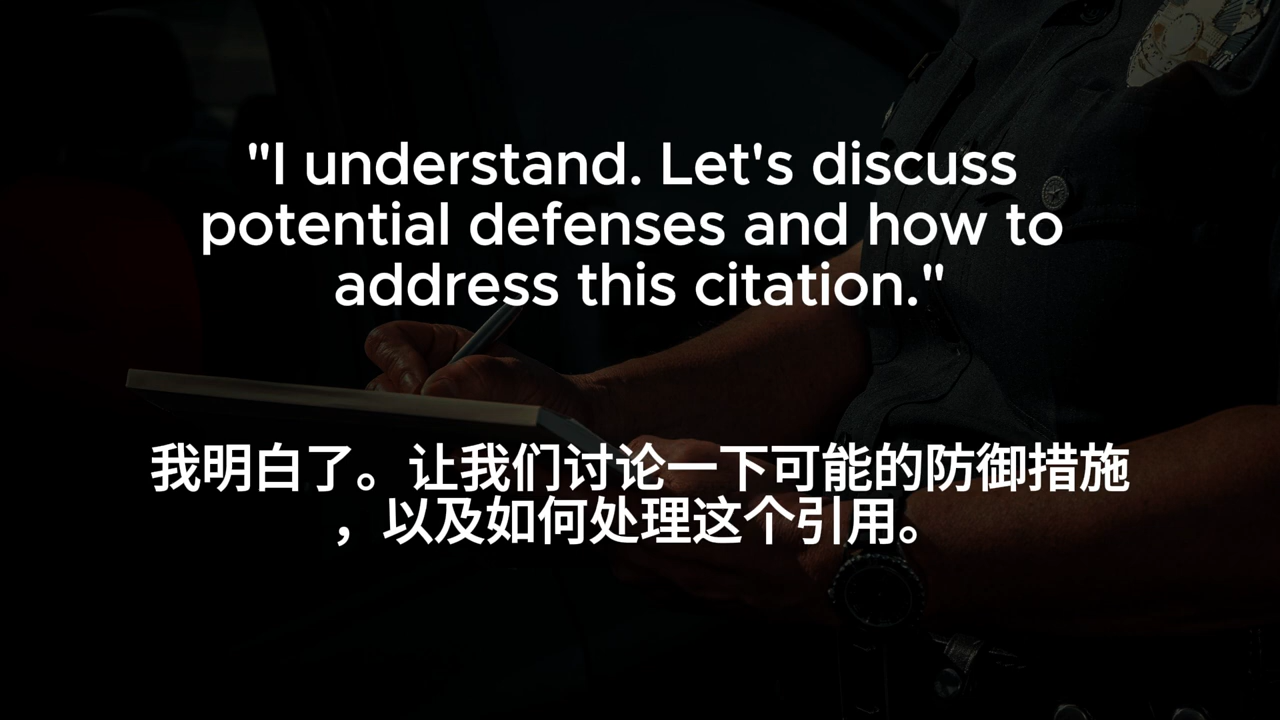 "I understand. Let's discuss
potential defenses and how to
address this citation."
我明白了。 让我们讨论一下可能的防御措施
，以及如何处理这个引用。